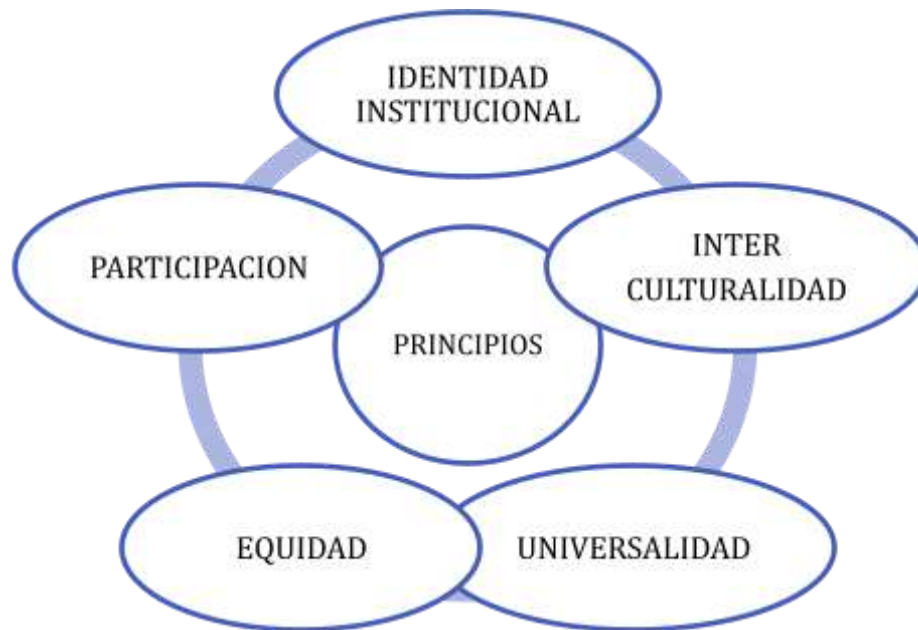 IDENTIDAD
INSTITUCIONAL
INTER
CULTURALIDAD
UNIVERSALIDAD
EQUIDAD
PARTICIPACION
PRINCIPIOS